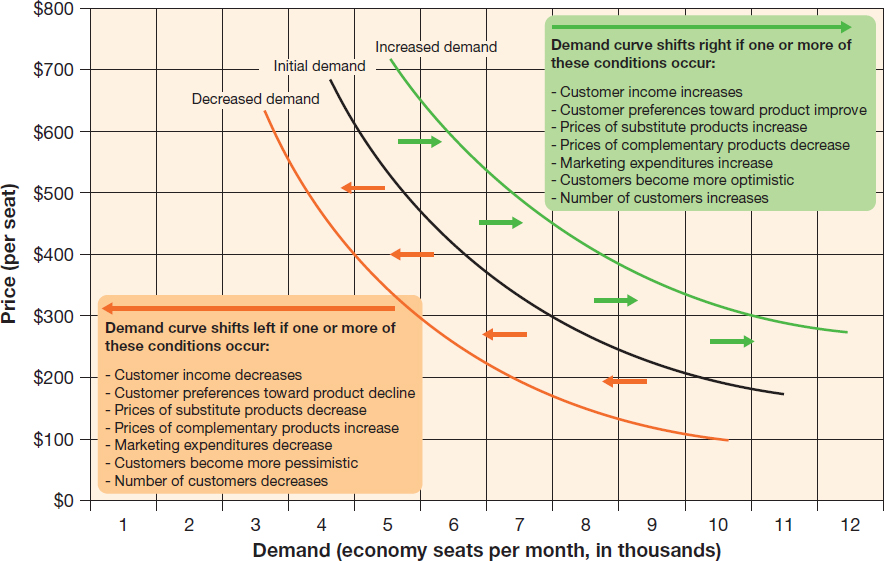 $800
$700
$600
$500
$400
$300
$200
$100
$0
Price (per seat)
Increased demand
Initial demand
Decreased demand
Demand curve shifts right if one or more of
these conditions occur:
- Customer income increases
- Customer preferences toward product improve
- Prices of substitute products increase
- Prices of complementary products decrease
- Marketing expenditures increase
- Customers become more optimistic
- Number of customers increases
Demand curve shifts left if one or more of
these conditions occur:
- Customer income decreases
- Customer preferences toward product decline
- Prices of substitute products decrease
- Prices of complementary products increase
- Marketing expenditures decrease
- Customers become more pessimistic
- Number of customers decreases
1 2 3 4 5 6 7 8 9 10 11 12
Demand (economy seats per month, in thousands)